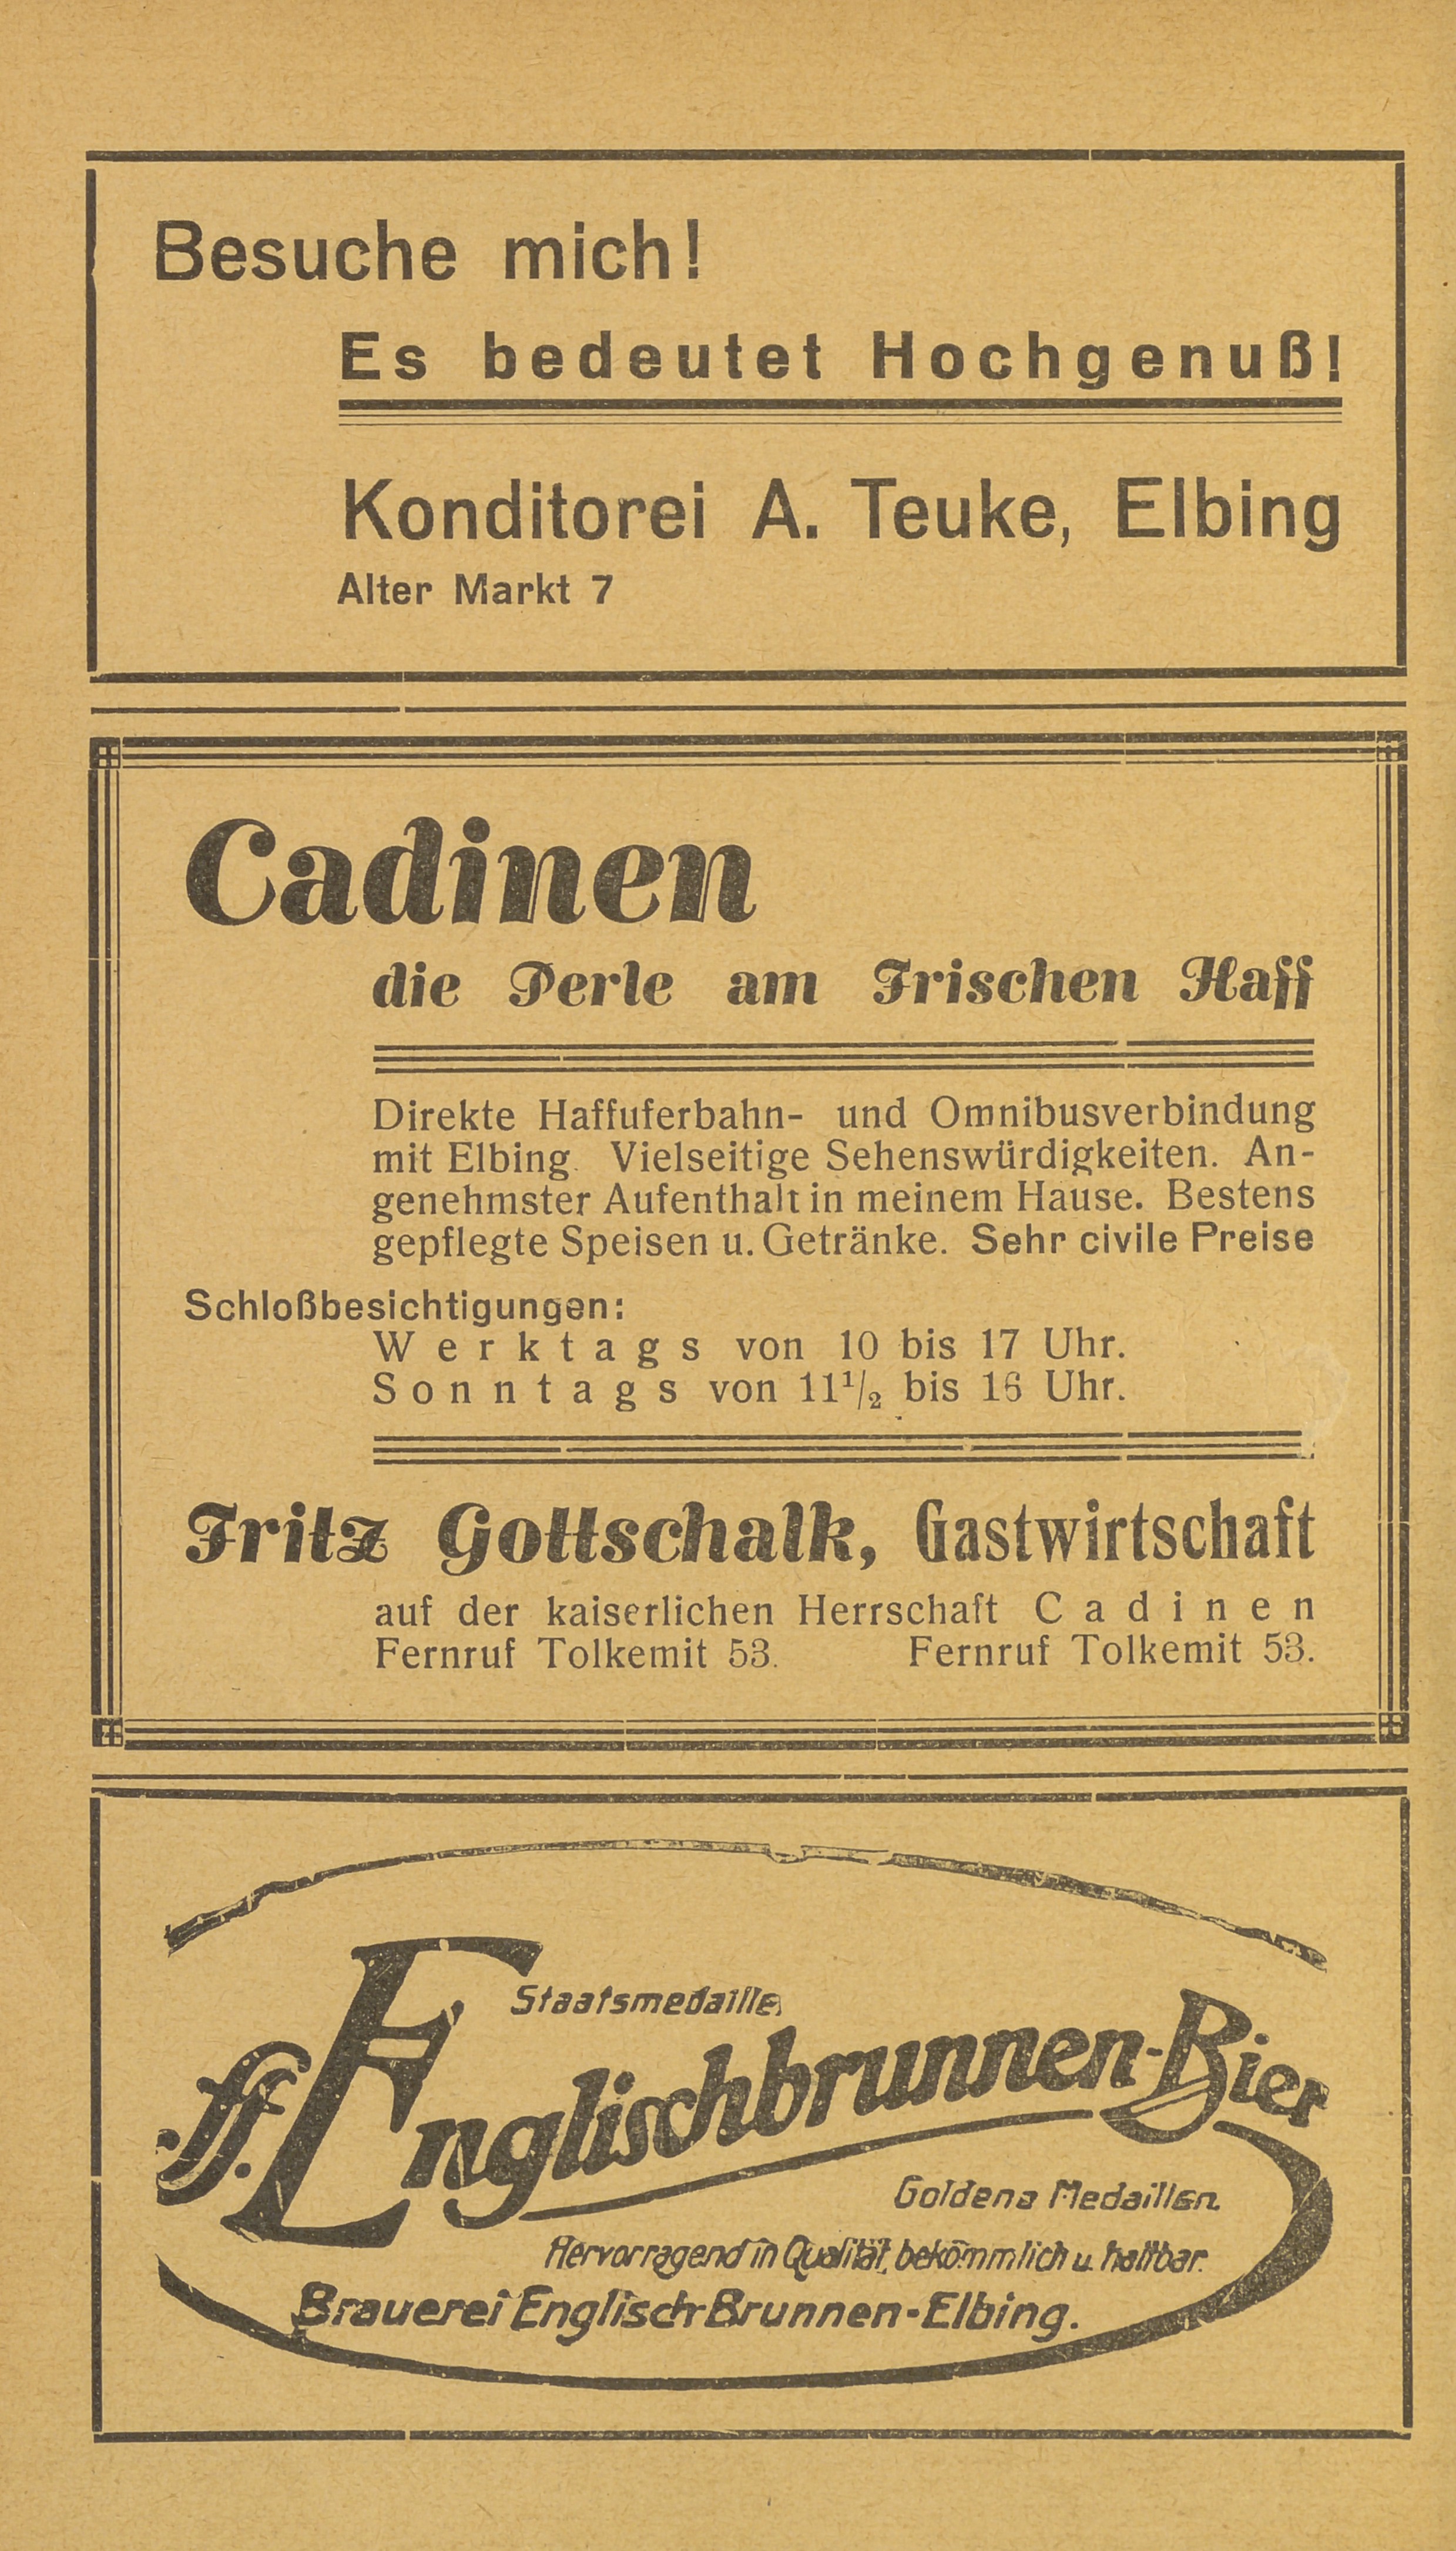 Besuche mich!
Es bedeutet Hochgenuß!
Konditorei A. Teuke, Elbing
Alter Markt 7
Cadinen
die Perle am Frischen Haff
Direkte Haffuferbahn- und Omnibusverbindung
mit Elbing. Vielseitige Sehenswürdigkeiten. An-
genehmster Aufenthalt in meinem Hause. Bestens
gepflegte Speisen u. Getränke. Sehr civile Preise
Schloßbesichtigungen:
Werktags von 10 bis 17 Uhr.
Sonntags von 11¹/₂ bis 16 Uhr.
Fritz Gottschalk, Gastwirtschaft
auf der kaiserlichen Herrschaft Cadinen
Fernruf Tolkemit 53. Fernruf Tolkemit 53.
Staatsmedaille
ff. Englischbrunnen-Bier
Goldene Medaillen
Hervorragend in Qualität, bekömmlich u. haltbar.
Brauerei Englisch Brunnen-Elbing.